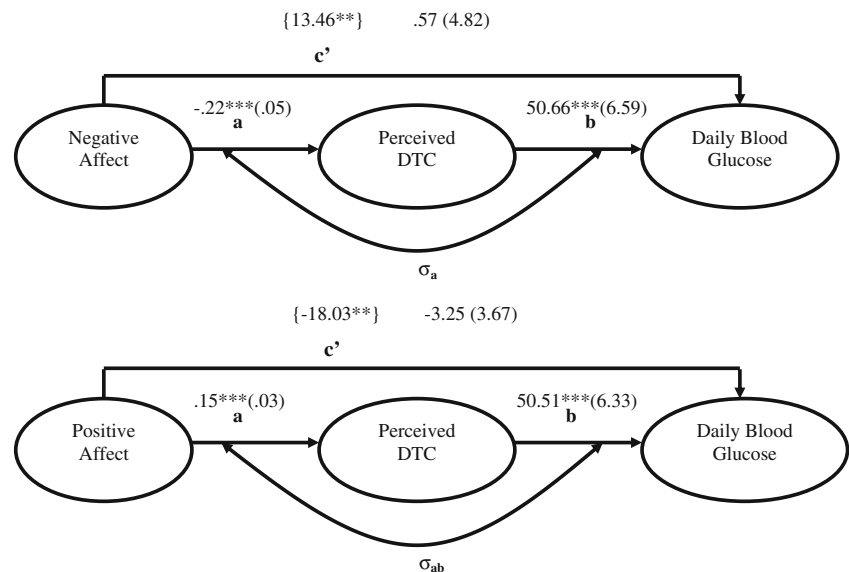 {13.46**} .57 (4.82)
c'
-.22***(.05) 50.66***(6.59)
a b
Negative Affect
Perceived DTC
Daily Blood Glucose
σa
{-18.03**} -3.25 (3.67)
c'
.15***(.03) 50.51***(6.33)
a b
Positive Affect
Perceived DTC
Daily Blood Glucose
σab